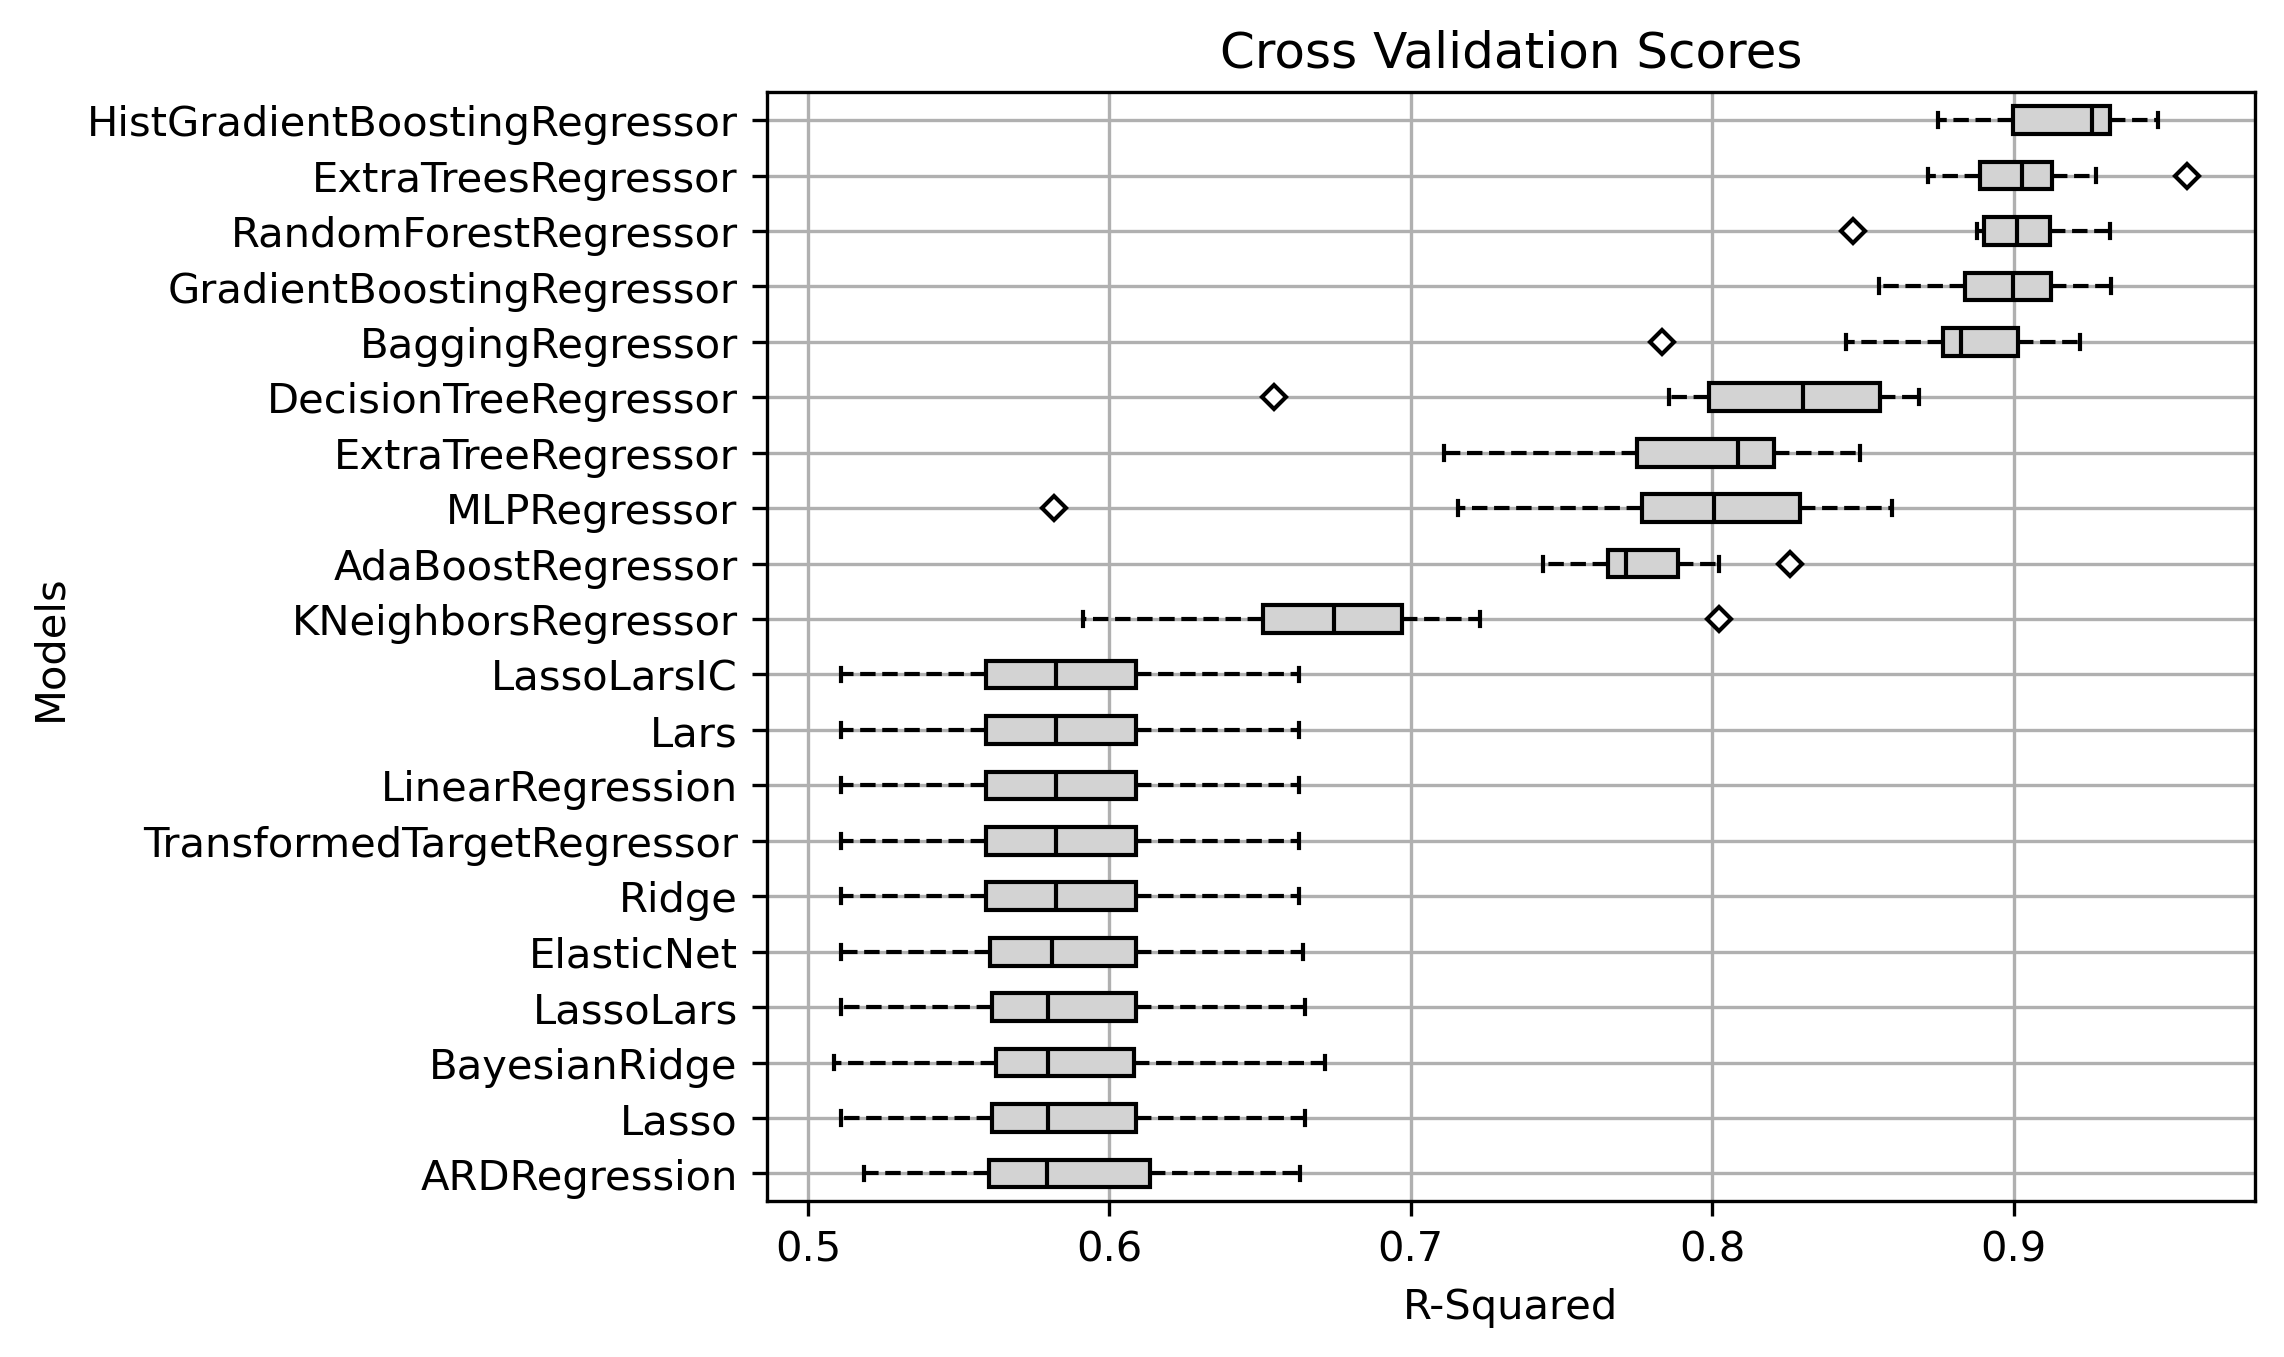 Cross Validation Scores
HistGradientBoostingRegressor
ExtraTreesRegressor
RandomForestRegressor
GradientBoostingRegressor
BaggingRegressor
DecisionTreeRegressor
ExtraTreeRegressor
MLPRegressor
AdaBoostRegressor
KNeighborsRegressor
LassoLarsIC
Lars
LinearRegression
TransformedTargetRegressor
Ridge
ElasticNet
LassoLars
BayesianRidge
Lasso
ARDRegression
Models
0.5 0.6 0.7 0.8 0.9
R-Squared